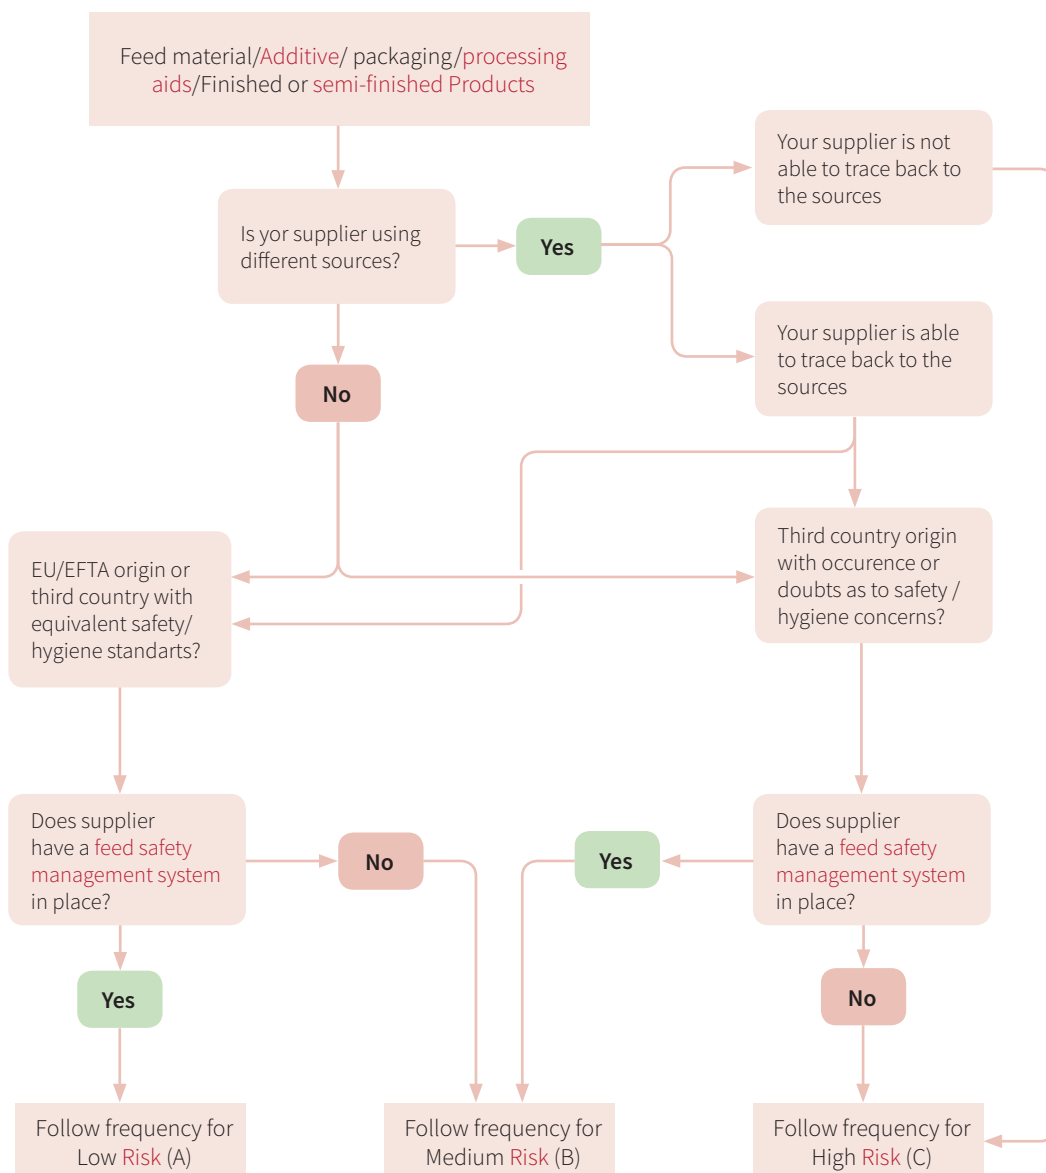 Feed material/Additive/ packaging/processing
aids/Finished or semi-finished Products
Your supplier is not
able to trace back to
the sources
Is yor supplier using
different sources?
Yes
Your supplier is able
to trace back to the
sources
No
EU/EFTA origin or
third country with
equivalent safety/
hygiene standarts?
Third country origin
with occurence or
doubts as to safety /
hygiene concerns?
Does supplier
have a feed safety
management system
in place?
No
Yes
Does supplier
have a feed safety
management system
in place?
Yes
No
Follow frequency for
Low Risk (A)
Follow frequency for
Medium Risk (B)
Follow frequency for
High Risk (C)